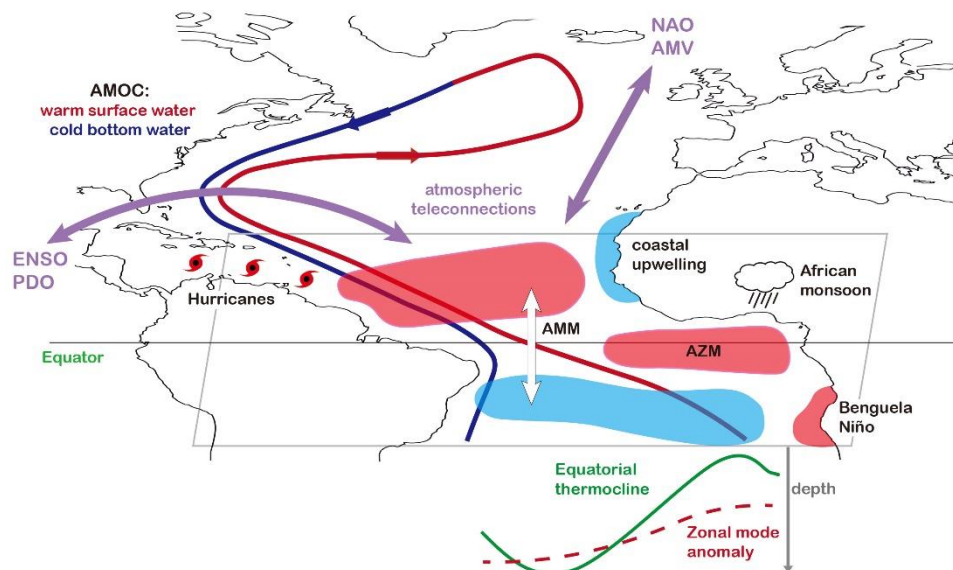 NAO
AMV
AMOC:
warm surface water
cold bottom water
atmospheric
teleconnections
ENSO
PDO
coastal
upwelling
African
monsoon
Hurricanes
AMM
Equator
AZM
Benguela
Niño
Equatorial
thermocline
depth
Zonal mode
anomaly